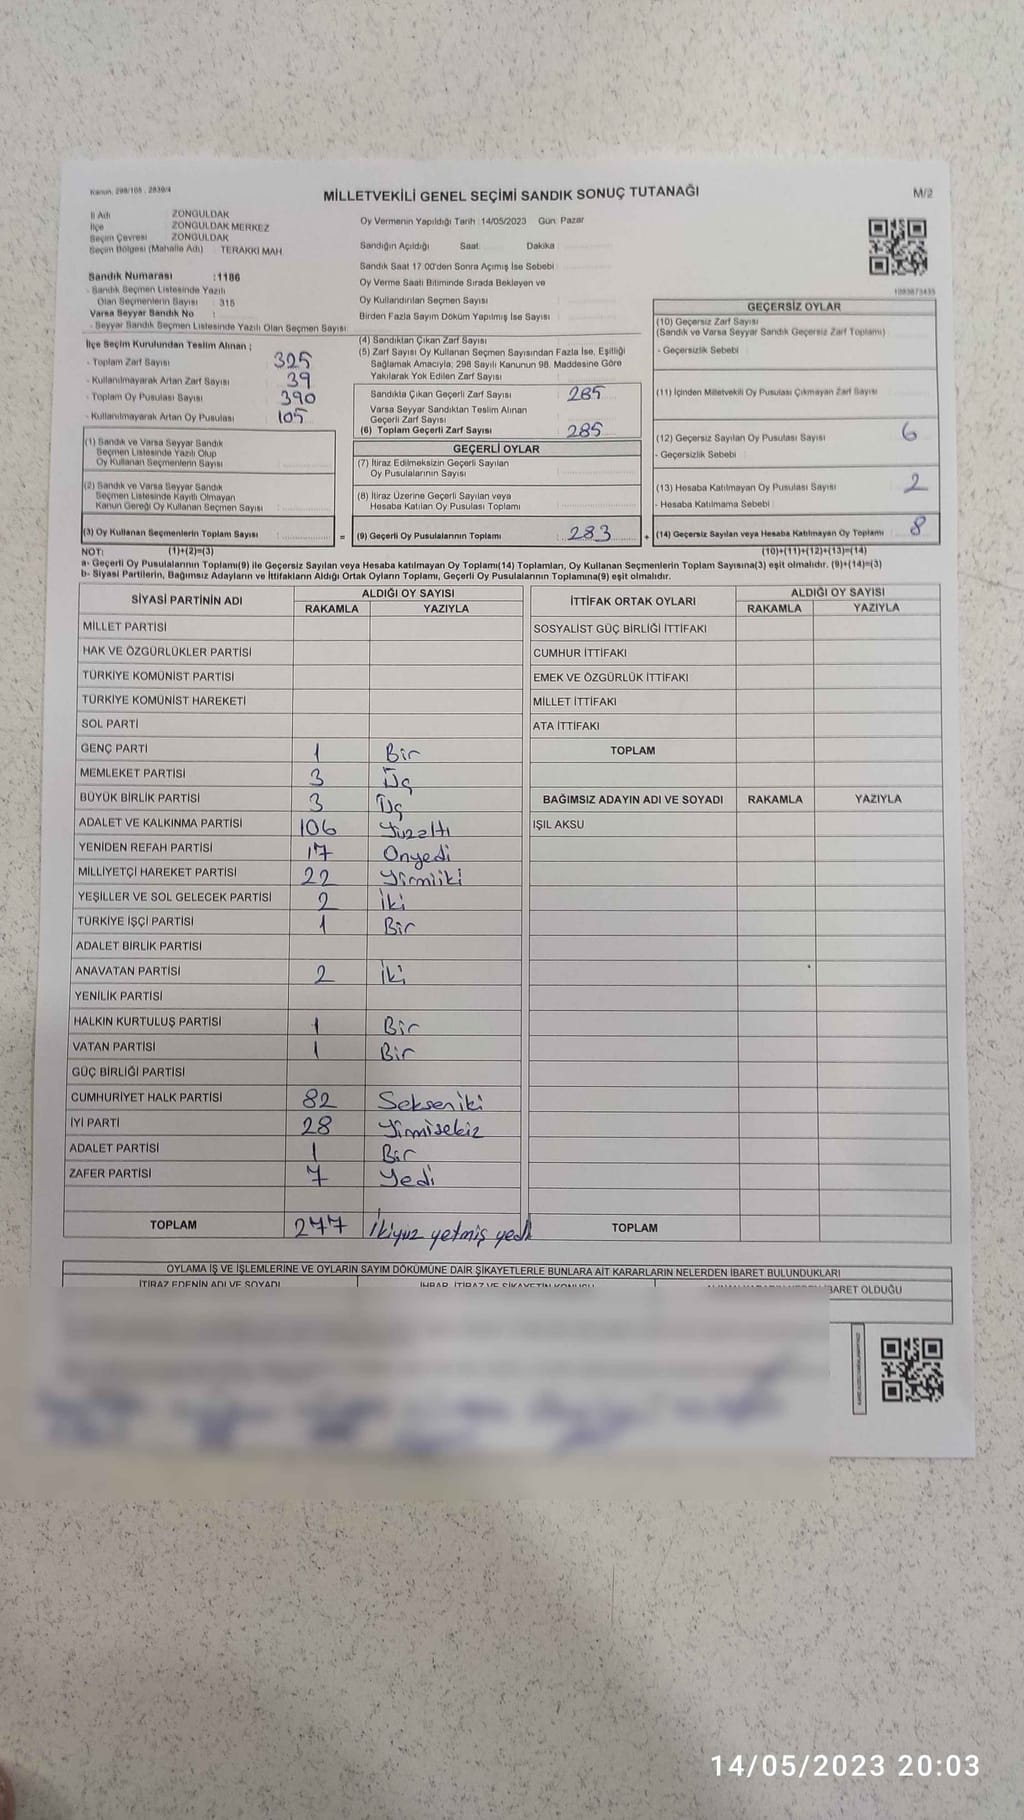 Kanun, 298/105 , 2839/4
MİLLETVEKİLİ GENEL SEÇİMİ SANDIK SONUÇ TUTANAĞI
M/2
İl Adı ZONGULDAK
İlçe ZONGULDAK MERKEZ
Seçim Çevresi ZONGULDAK
Seçim Bölgesi (Mahalle Adı) TERAKKİ MAH
Oy Vermenin Yapıldığı Tarih :14/05/2023 Gün: Pazar
Sandığın Açıldığı Saat: Dakika :
Sandık Saat 17:00'den Sonra Açımış İse Sebebi
Oy Verme Saati Bitiminde Sırada Bekleyen ve
Oy Kullandırılan Seçmen Sayısı
Birden Fazla Sayım Döküm Yapılmış İse Sayısı
Sandık Numarası :1186
- Sandık Seçmen Listesinde Yazılı
Olan Seçmenlerin Sayısı : 315
Varsa Seyyar Sandık No :
- Seyyar Sandık Seçmen Listesinde Yazılı Olan Seçmen Sayısı:
İlçe Seçim Kurulundan Teslim Alınan ;
- Toplam Zarf Sayısı 325
- Kullanılmayarak Artan Zarf Sayısı 39
- Toplam Oy Pusulası Sayısı 390
- Kullanılmayarak Artan Oy Pusulası 105
(1) Sandık ve Varsa Seyyar Sandık
Seçmen Listesinde Yazılı Olup
Oy Kullanan Seçmenlerin Sayısı
(2) Sandık ve Varsa Seyyar Sandık
Seçmen Listesinde Kayıtlı Olmayan
Kanun Gereği Oy Kullanan Seçmen Sayısı
(3) Oy Kullanan Seçmenlerin Toplam Sayısı =
(4) Sandıktan Çıkan Zarf Sayısı
(5) Zarf Sayısı Oy Kullanan Seçmen Sayısından Fazla İse, Eşitliği
Sağlamak Amacıyla, 298 Sayılı Kanunun 98. Maddesine Göre
Yakılarak Yok Edilen Zarf Sayısı
Sandıkta Çıkan Geçerli Zarf Sayısı 285
Varsa Seyyar Sandıktan Teslim Alınan
Geçerli Zarf Sayısı
(6) Toplam Geçerli Zarf Sayısı 285
GEÇERLİ OYLAR
(7) İtiraz Edilmeksizin Geçerli Sayılan
Oy Pusulalarının Sayısı
(8) İtiraz Üzerine Geçerli Sayılan veya
Hesaba Katılan Oy Pusulası Toplamı
(9) Geçerli Oy Pusulalarının Toplamı 283 +
GEÇERSİZ OYLAR
(10) Geçersiz Zarf Sayısı
(Sandık ve Varsa Seyyar Sandık Geçersiz Zarf Toplamı)
- Geçersizlik Sebebi
(11) İçinden Milletvekili Oy Pusulası Çıkmayan Zarf Sayısı
(12) Geçersiz Sayılan Oy Pusulası Sayısı 6
- Geçersizlik Sebebi
(13) Hesaba Katılmayan Oy Pusulası Sayısı 2
- Hesaba Katılmama Sebebi
(14) Geçersiz Sayılan veya Hesaba Katılmayan Oy Toplamı 8
NOT: (1)+(2)=(3) (10)+(11)+(12)+(13)=(14)
a- Geçerli Oy Pusulalarının Toplamı(9) ile Geçersiz Sayılan veya Hesaba katılmayan Oy Toplamı(14) Toplamları, Oy Kullanan Seçmenlerin Toplam Sayısına(3) eşit olmalıdır. (9)+(14)=(3)
b- Siyasi Partilerin, Bağımsız Adayların ve İttifakların Aldığı Ortak Oyların Toplamı, Geçerli Oy Pusulalarının Toplamına(9) eşit olmalıdır.
SİYASİ PARTİNİN ADI ALDIĞI OY SAYISI
RAKAMLA YAZIYLA
MİLLET PARTİSİ
HAK VE ÖZGÜRLÜKLER PARTİSİ
TÜRKİYE KOMÜNİST PARTİSİ
TÜRKİYE KOMÜNİST HAREKETİ
SOL PARTİ
GENÇ PARTİ 1 Bir
MEMLEKET PARTİSİ 3 Üç
BÜYÜK BİRLİK PARTİSİ 3 Üç
ADALET VE KALKINMA PARTİSİ 106 Yüzaltı
YENİDEN REFAH PARTİSİ 17 Onyedi
MİLLİYETÇİ HAREKET PARTİSİ 22 Yirmiiki
YEŞİLLER VE SOL GELECEK PARTİSİ 2 İki
TÜRKİYE İŞÇİ PARTİSİ 1 Bir
ADALET BİRLİK PARTİSİ
ANAVATAN PARTİSİ 2 İki
YENİLİK PARTİSİ
HALKIN KURTULUŞ PARTİSİ 1 Bir
VATAN PARTİSİ 1 Bir
GÜÇ BİRLİĞİ PARTİSİ
CUMHURİYET HALK PARTİSİ 82 Sekseniki
İYİ PARTİ 28 Yirmisekiz
ADALET PARTİSİ 1 Bir
ZAFER PARTİSİ 7 Yedi
TOPLAM 277 İkiyüz yetmiş yedi
İTTİFAK ORTAK OYLARI ALDIĞI OY SAYISI
RAKAMLA YAZIYLA
SOSYALİST GÜÇ BİRLİĞİ İTTİFAKI
CUMHUR İTTİFAKI
EMEK VE ÖZGÜRLÜK İTTİFAKI
MİLLET İTTİFAKI
ATA İTTİFAKI
TOPLAM
BAĞIMSIZ ADAYIN ADI VE SOYADI RAKAMLA YAZIYLA
IŞIL AKSU
TOPLAM
OYLAMA İŞ VE İŞLEMLERİNE VE OYLARIN SAYIM DÖKÜMÜNE DAİR ŞİKAYETLERLE BUNLARA AİT KARARLARIN NELERDEN İBARET BULUNDUKLARI
İTİRAZ EDENİN ADI VE SOYADI İHBAR, İTİRAZ VE ŞİKAYETİN KONUSU BARET OLDUĞU
14/05/2023 20:03